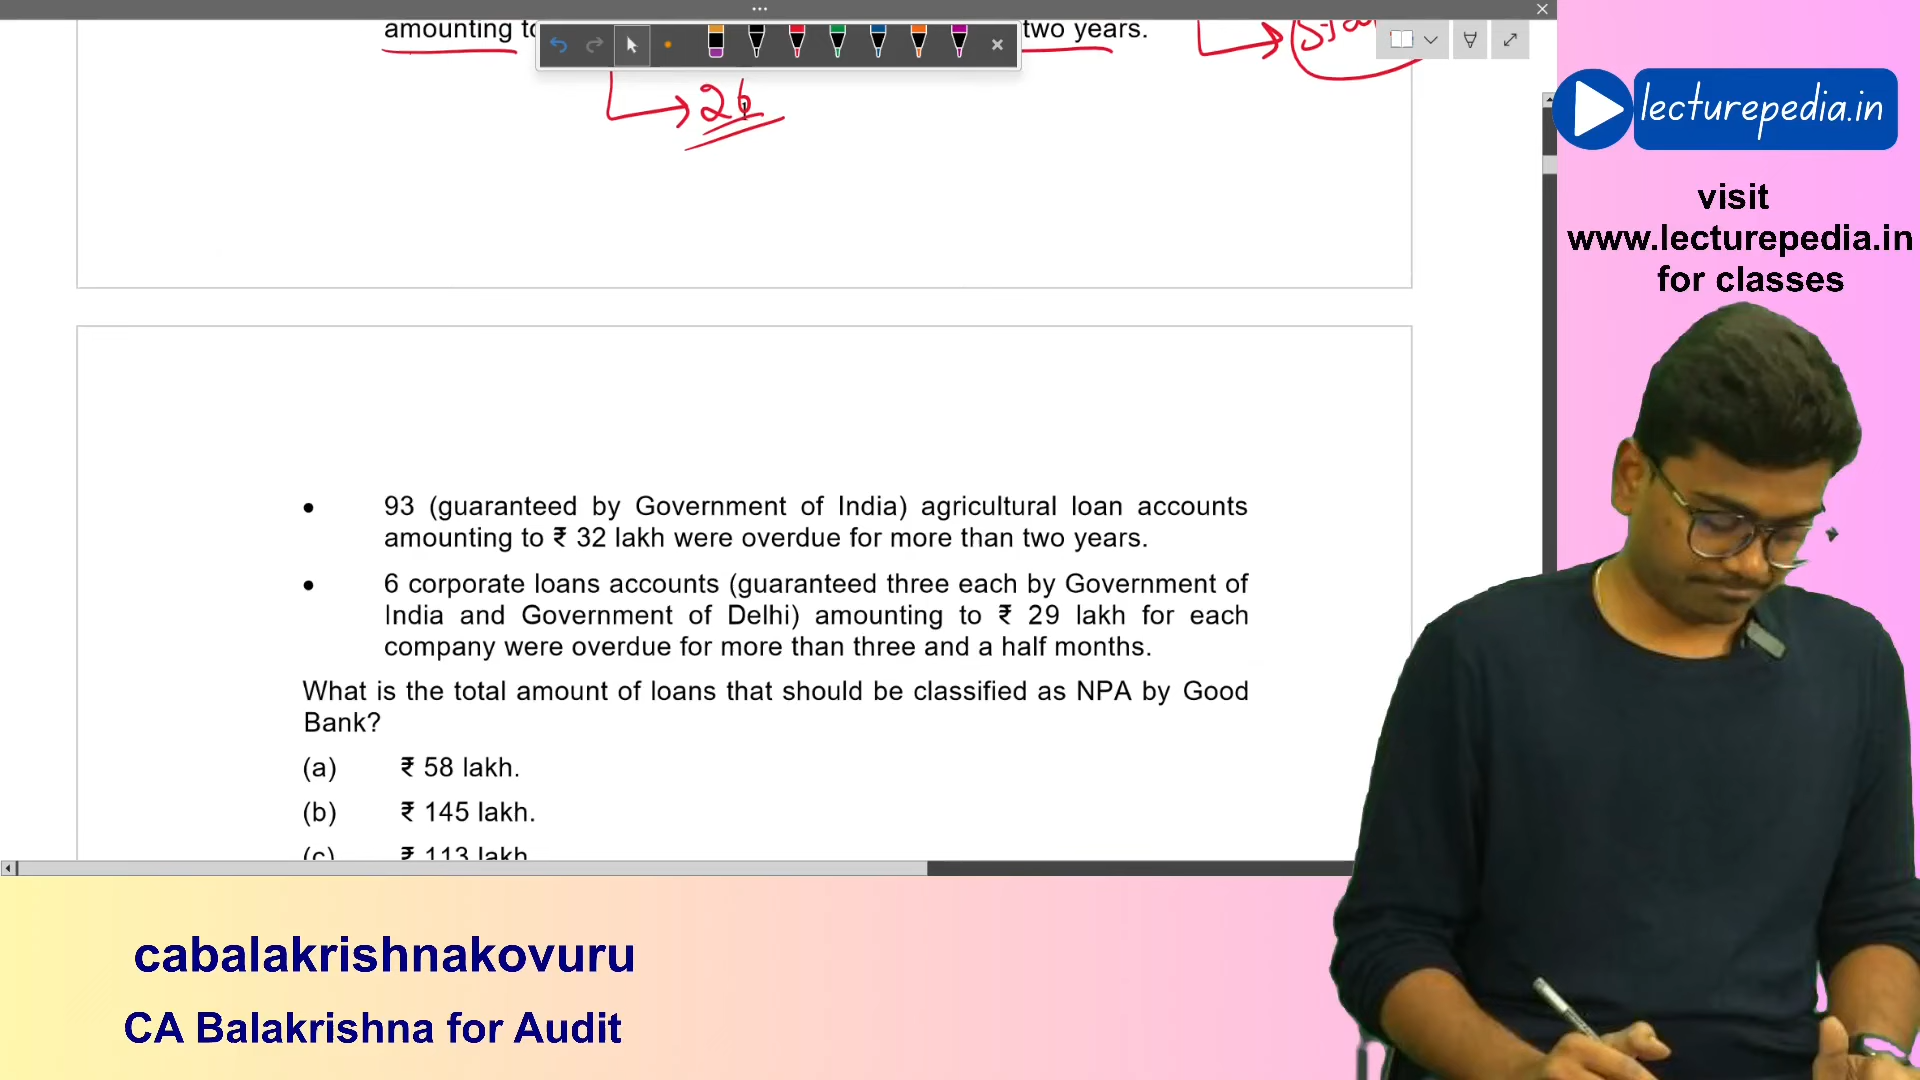 amounting to two years.
26
lecturepedia.in
visit
www.lecturepedia.in
for classes
• 93 (guaranteed by Government of India) agricultural loan accounts
amounting to ₹ 32 lakh were overdue for more than two years.
• 6 corporate loans accounts (guaranteed three each by Government of
India and Government of Delhi) amounting to ₹ 29 lakh for each
company were overdue for more than three and a half months.
What is the total amount of loans that should be classified as NPA by Good
Bank?
(a) ₹ 58 lakh.
(b) ₹ 145 lakh.
(c) ₹ 113 lakh
cabalakrishnakovuru
CA Balakrishna for Audit